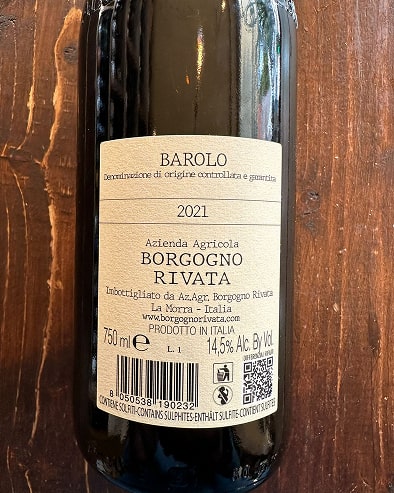 BAROLO
Denominazione di origine controllata e garantita
2021
Azienda Agricola
BORGOGNO
RIVATA
Imbottigliato da Az.Agr. Borgogno Rivata
La Morra - Italia
www.borgognorivata.com
PRODOTTO IN ITALIA
750 ml e L. 1 14,5% Alc. By Vol.
8 050538 190232
CONTIENE SOLFITI-CONTAINS SULPHITES-ENTHÄLT SULFITE-CONTIENT SULFITES